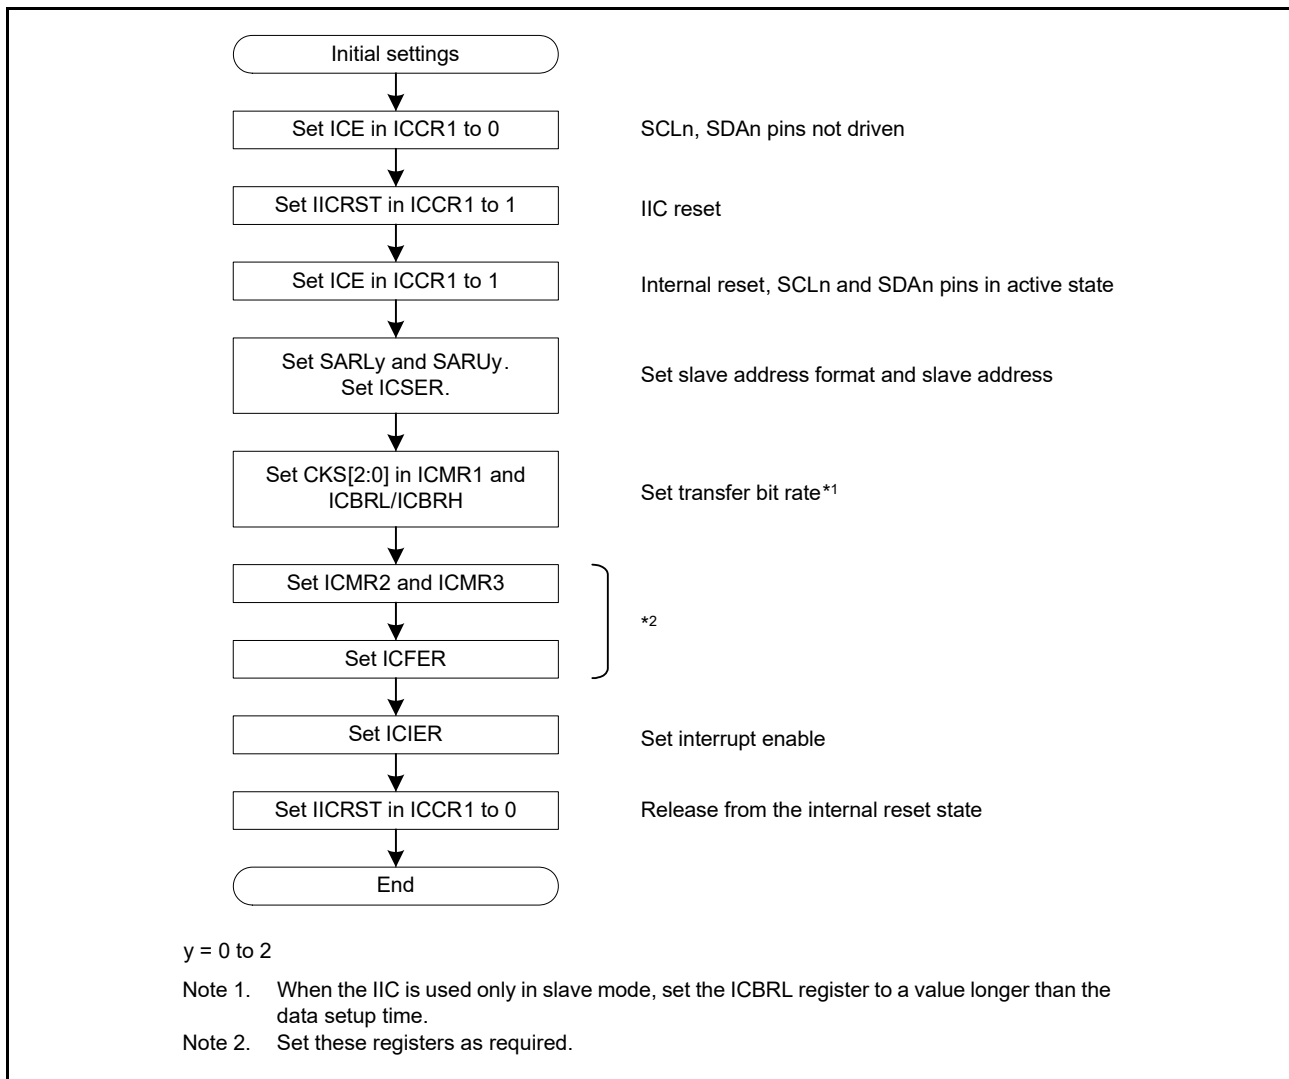 Initial settings
Set ICE in ICCR1 to 0
SCLn, SDAn pins not driven
Set IICRST in ICCR1 to 1
IIC reset
Set ICE in ICCR1 to 1
Internal reset, SCLn and SDAn pins in active state
Set SARLy and SARUy.
Set ICSER.
Set slave address format and slave address
Set CKS[2:0] in ICMR1 and
ICBRL/ICBRH
Set transfer bit rate*1
Set ICMR2 and ICMR3
*2
Set ICFER
Set ICIER
Set interrupt enable
Set IICRST in ICCR1 to 0
Release from the internal reset state
End
y = 0 to 2
Note 1. When the IIC is used only in slave mode, set the ICBRL register to a value longer than the
data setup time.
Note 2. Set these registers as required.